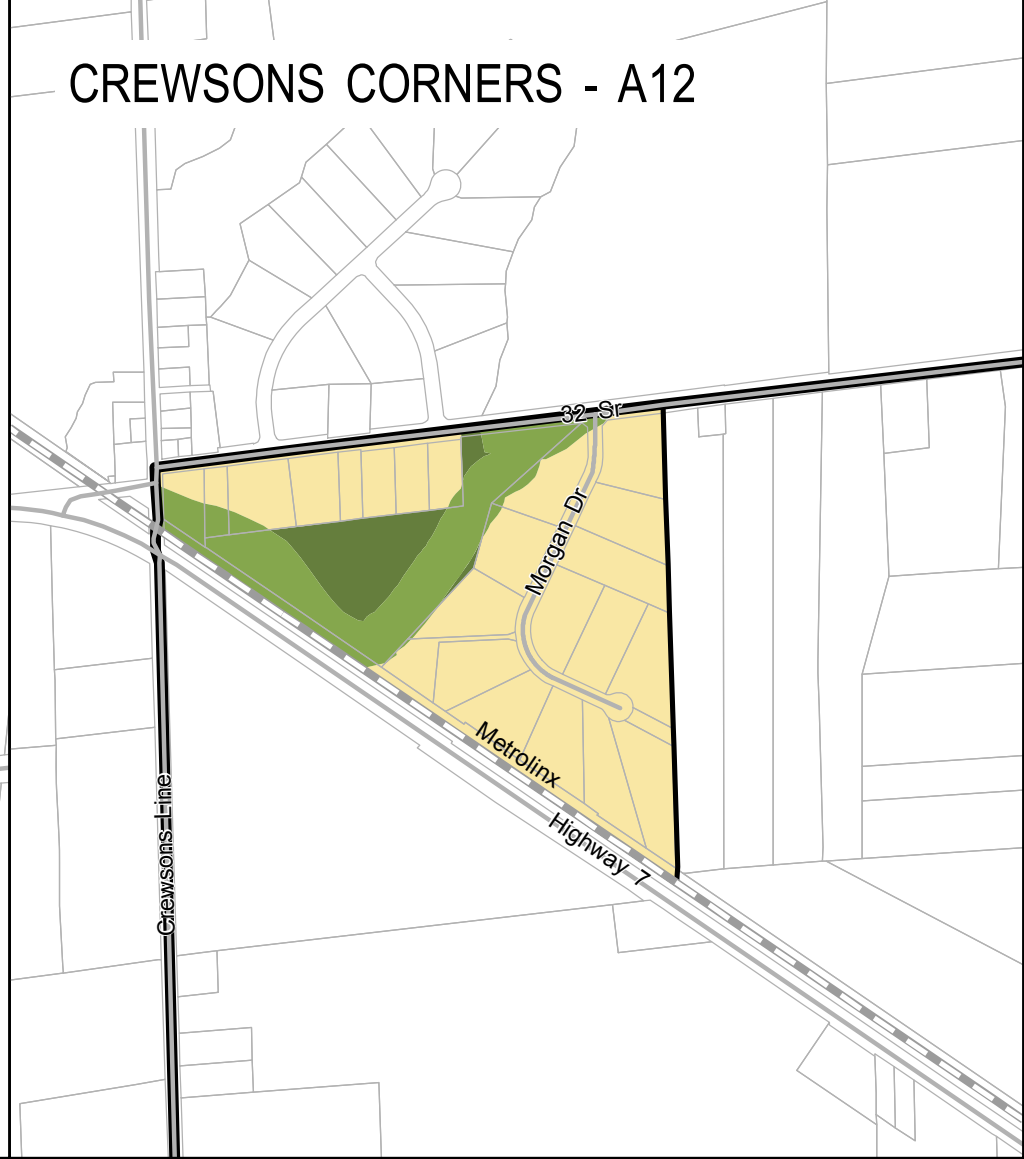 CREWSONS CORNERS - A12
32 Sr
Morgan Dr
Metrolinx
Highway 7
Crewsons Line